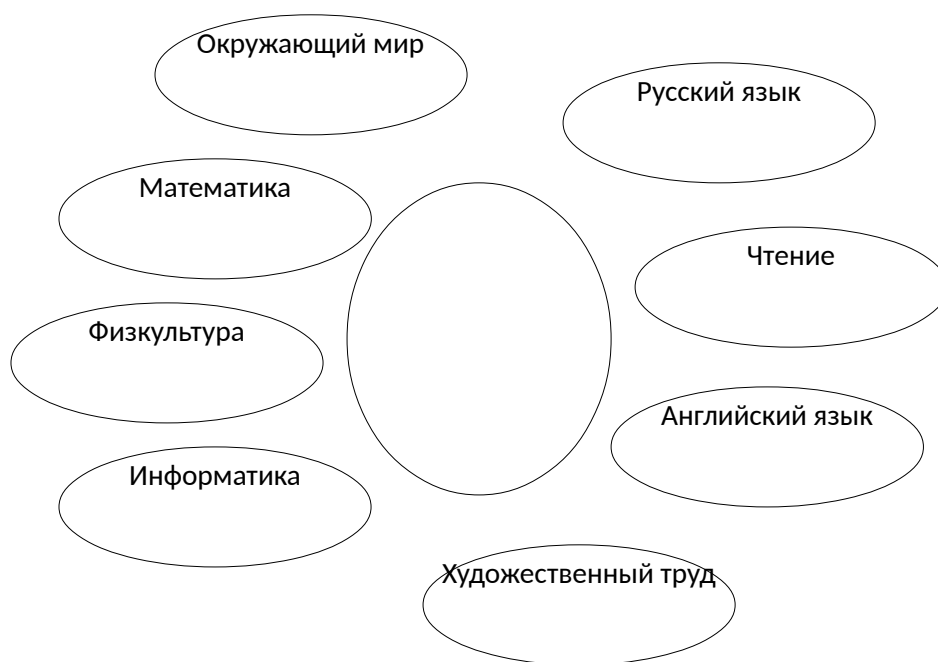 Окружающий мир
Русский язык
Математика
Чтение
Физкультура
Английский язык
Информатика
Художественный труд